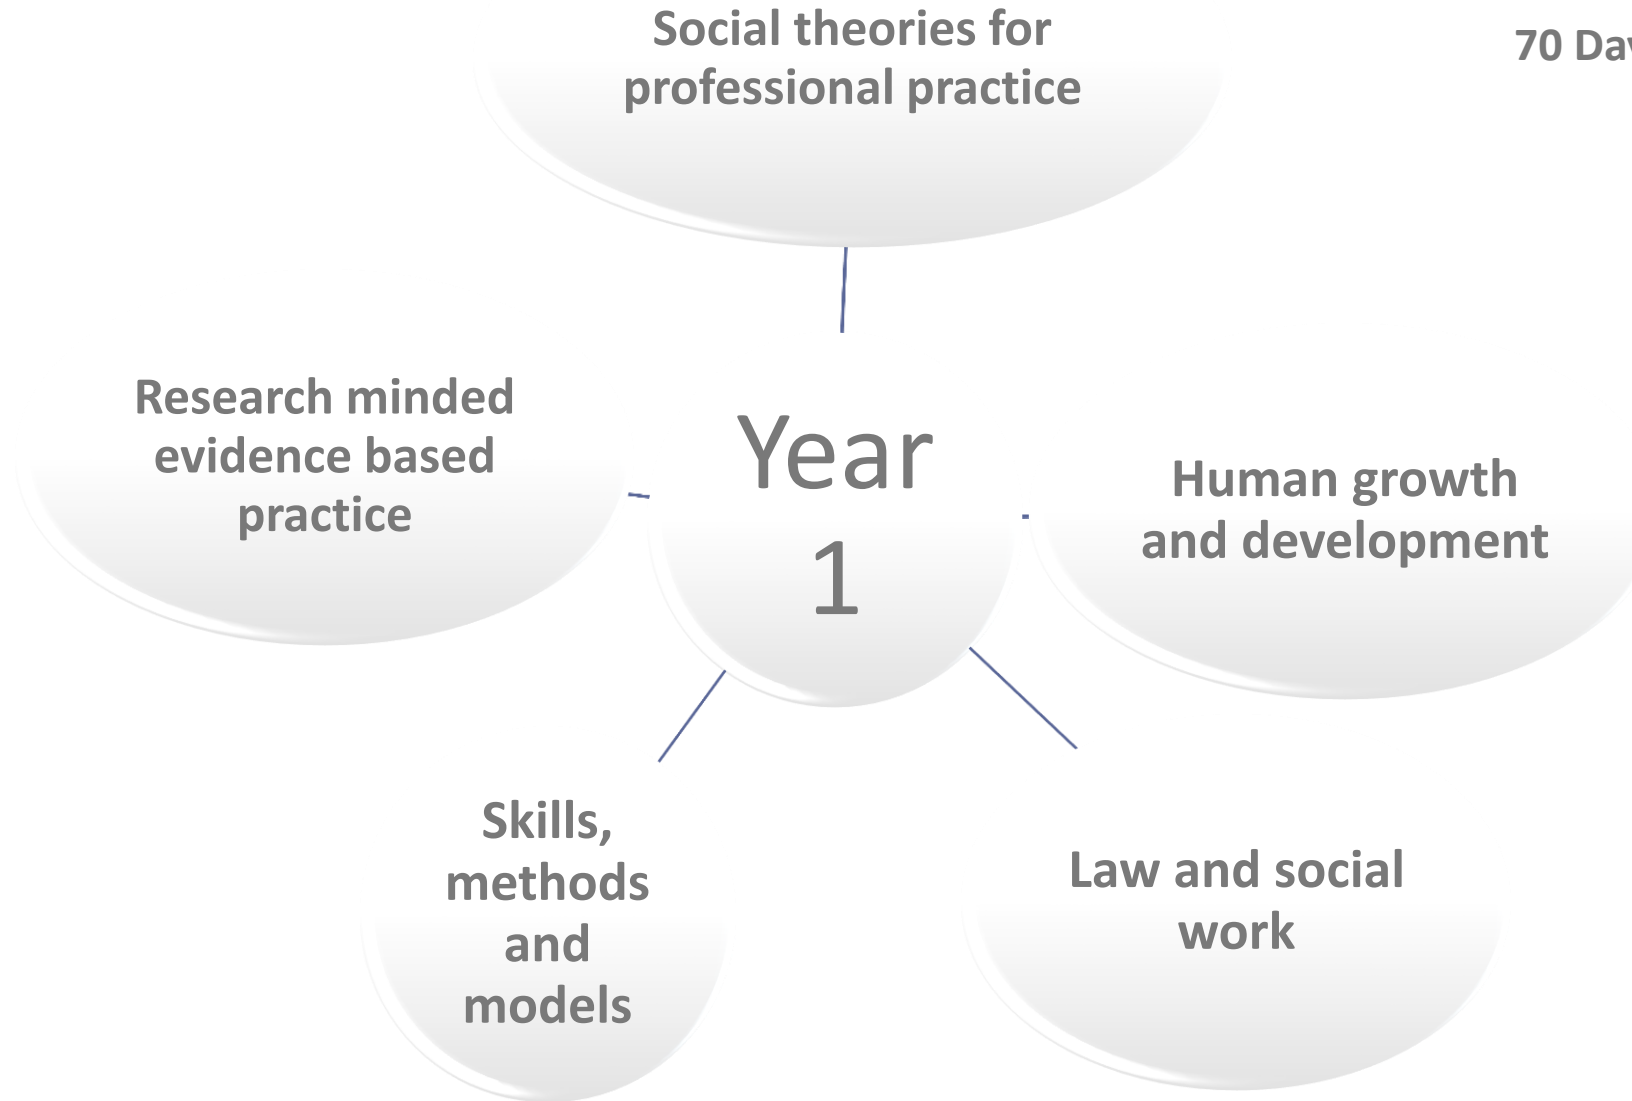 Social theories for
professional practice
70
Research minded
evidence based
practice
Year
1
Human growth
and development
Skills,
methods
and
models
Law and social
work